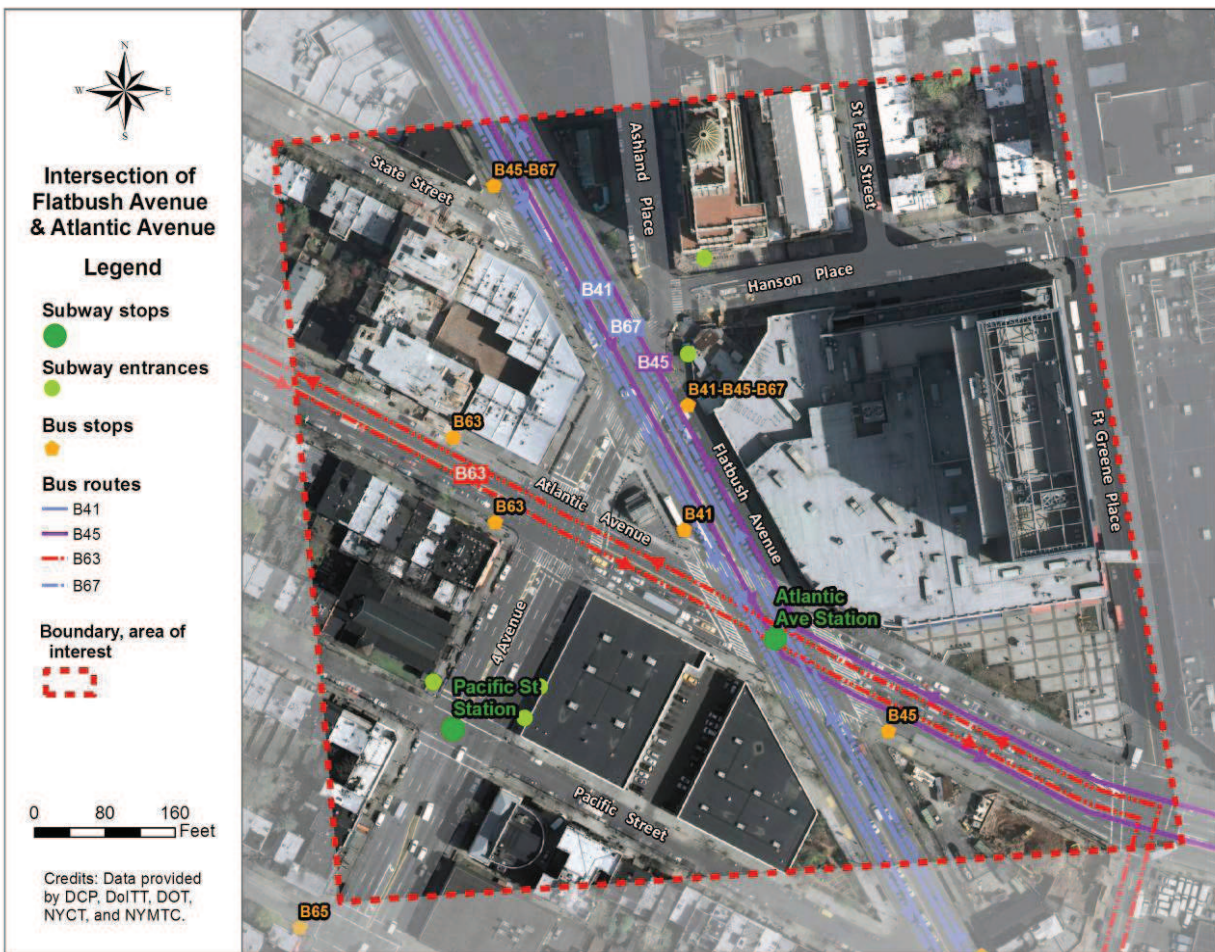 N
W
E
S
Intersection of
Flatbush Avenue
& Atlantic Avenue
Legend
Subway stops
Subway entrances
Bus stops
Bus routes
B41
B45
B63
B67
Boundary, area of
interest
0 80 160
Feet
Credits: Data provided
by DCP, DoITT, DOT,
NYCT, and NYMTC.
State Street
B45-B67
Ashland Place
St Felix Street
Hanson Place
B41
B67
B45
B41-B45-B67
Flatbush Avenue
Ft Greene Place
B63
B63
Atlantic Avenue
B63
B41
Atlantic
Ave Station
4 Avenue
Pacific St
Station
B45
Pacific Street
B65